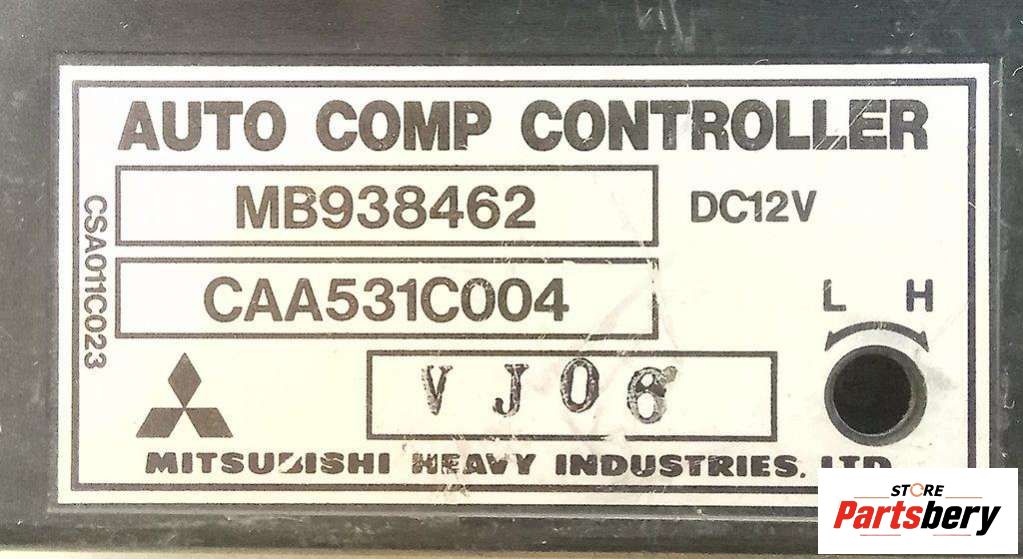 AUTO COMP CONTROLLER
MB938462 DC12V
CAA531C004
L H
CSA011C023
VJ06
MITSUBISHI HEAVY INDUSTRIES, LTD
STORE
Partsbery